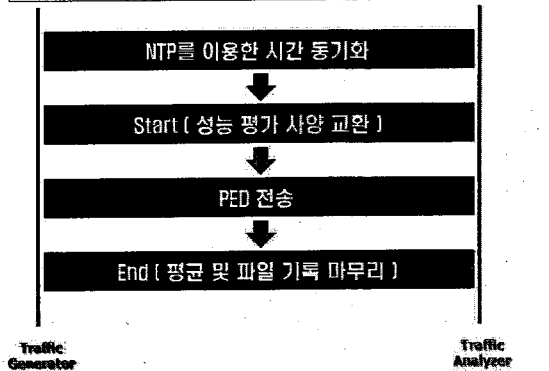 NTP를 이용한 시간 동기화
Start ( 성능 평가 사양 교환 )
PED 전송
End ( 평균 및 파일 기록 마무리 )
Traffic
Generator
Traffic
Analyzer